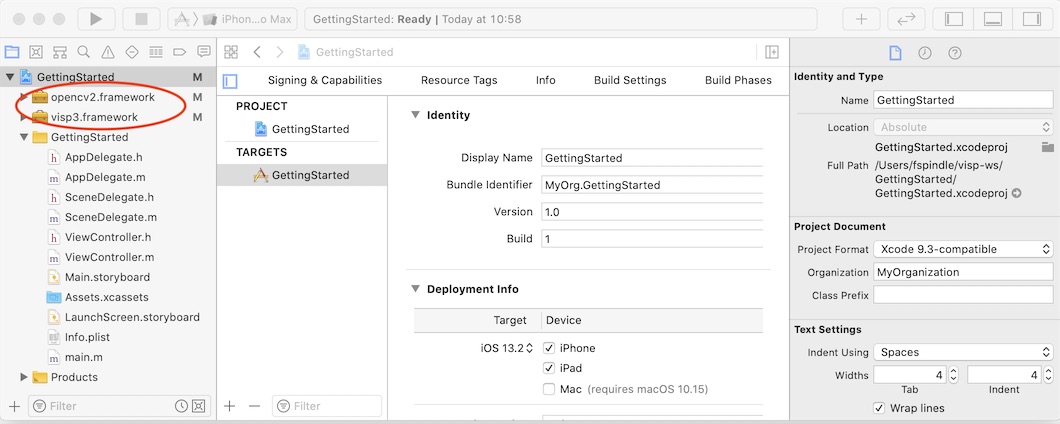 iPhon...o Max
GettingStarted: Ready | Today at 10:58
GettingStarted M
opencv2.framework M
visp3.framework M
GettingStarted
AppDelegate.h
AppDelegate.m
SceneDelegate.h
SceneDelegate.m
ViewController.h
ViewController.m
Main.storyboard
Assets.xcassets
LaunchScreen.storyboard
Info.plist
main.m
Products
Filter
GettingStarted
Signing & Capabilities Resource Tags Info Build Settings Build Phases
PROJECT
GettingStarted
TARGETS
GettingStarted
Filter
Identity
Display Name GettingStarted
Bundle Identifier MyOrg.GettingStarted
Version 1.0
Build 1
Deployment Info
Target Device
iOS 13.2 iPhone
iPad
Mac (requires macOS 10.15)
Identity and Type
Name GettingStarted
Location Absolute
GettingStarted.xcodeproj
Full Path /Users/fspindle/visp-ws/
GettingStarted/
GettingStarted.xcodeproj
Project Document
Project Format Xcode 9.3-compatible
Organization MyOrganization
Class Prefix
Text Settings
Indent Using Spaces
Widths 4 4
Tab Indent
Wrap lines